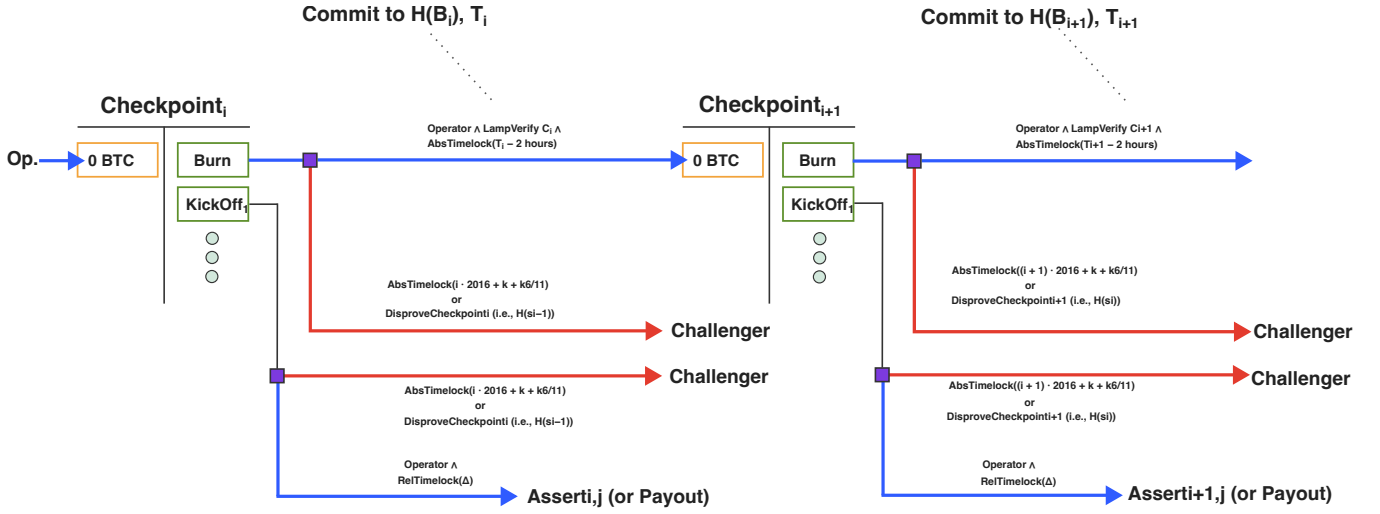 Commit to H(Bi), Ti
Commit to H(Bi+1), Ti+1
Checkpointi
Checkpointi+1
Operator ∧ LampVerify Ci ∧
AbsTimelock(Ti − 2 hours)
Operator ∧ LampVerify Ci+1 ∧
AbsTimelock(Ti+1 − 2 hours)
Op.
0 BTC
Burn
0 BTC
Burn
KickOff1
KickOff1
AbsTimelock(i · 2016 + k + k6/11)
or
DisproveCheckpointi (i.e., H(si−1))
AbsTimelock((i + 1) · 2016 + k + k6/11)
or
DisproveCheckpointi+1 (i.e., H(si))
Challenger
Challenger
Challenger
Challenger
AbsTimelock(i · 2016 + k + k6/11)
or
DisproveCheckpointi (i.e., H(si−1))
AbsTimelock((i + 1) · 2016 + k + k6/11)
or
DisproveCheckpointi+1 (i.e., H(si))
Operator ∧
RelTimelock(Δ)
Operator ∧
RelTimelock(Δ)
Asserti,j (or Payout)
Asserti+1,j (or Payout)